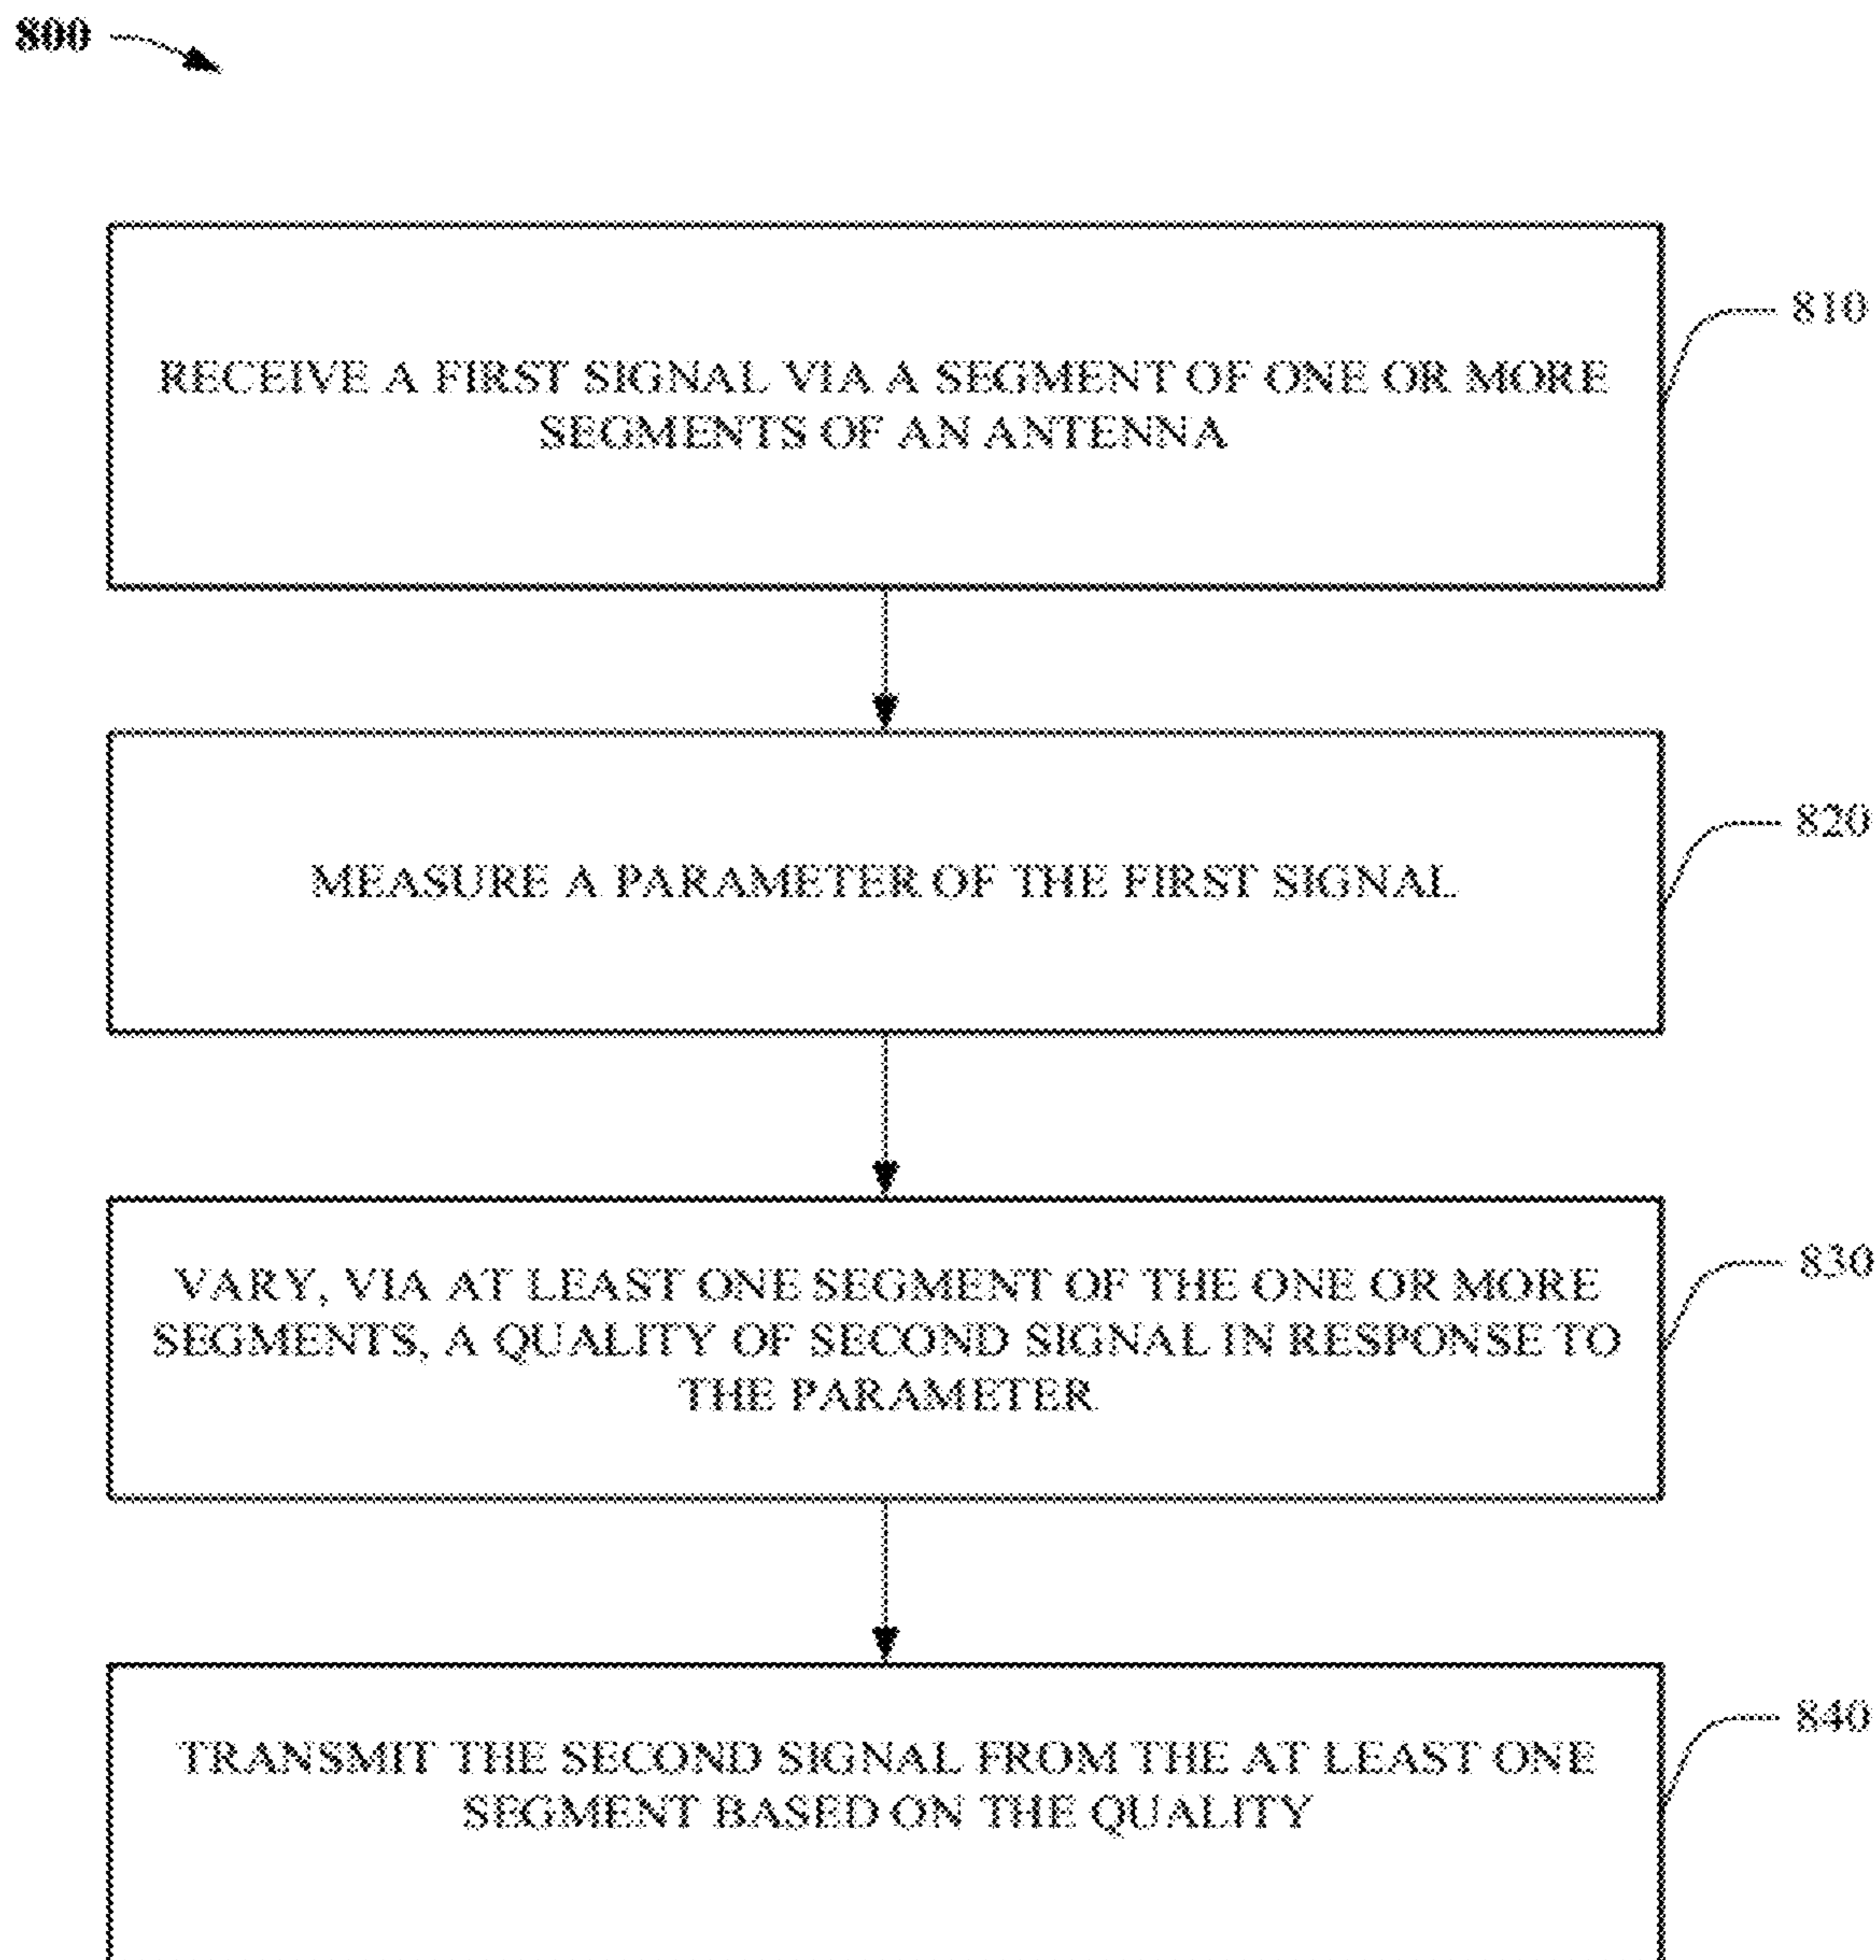 800
RECEIVE A FIRST SIGNAL VIA A SEGMENT OF ONE OR MORE
SEGMENTS OF AN ANTENNA
810
MEASURE A PARAMETER OF THE FIRST SIGNAL
820
VARY, VIA AT LEAST ONE SEGMENT OF THE ONE OR MORE
SEGMENTS, A QUALITY OF SECOND SIGNAL IN RESPONSE TO
THE PARAMETER
830
TRANSMIT THE SECOND SIGNAL FROM THE AT LEAST ONE
SEGMENT BASED ON THE QUALITY
840